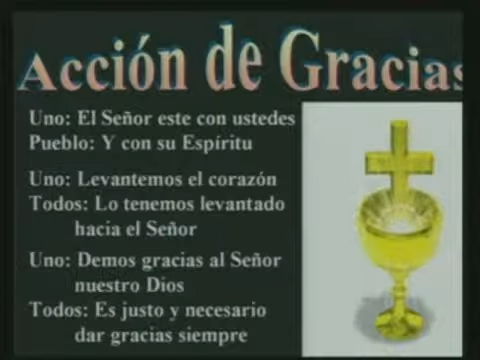 Acción de Gracias
Uno: El Señor este con ustedes
Pueblo: Y con su Espíritu
Uno: Levantemos el corazón
Todos: Lo tenemos levantado
hacia el Señor
Uno: Demos gracias al Señor
nuestro Dios
Todos: Es justo y necesario
dar gracias siempre